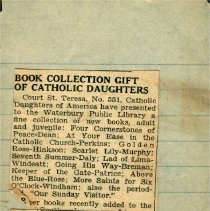 BOOK COLLECTION GIFT
OF CATHOLIC DAUGHTERS
Court St. Teresa, No. 551, Catholic
Daughters of America have presented
to the Waterbury Public Library a
fine collection of new books, adult
and juvenile: Four Cornerstones of
Peace-Dean; At Your Ease in the
Catholic Church-Perkins; Golden
Rose-Hinkson; Scarlet Lily-Murphy;
Seventh Summer-Daly; Lad of Lima-
Windeatt; Going His Way-Breman;
Keeper of the Gate-Patrice; Above
the Blue-Rose; More Saints for Six
O'Clock-Windham; also the period-
"Our Sunday Visitor."
er books recently added to the